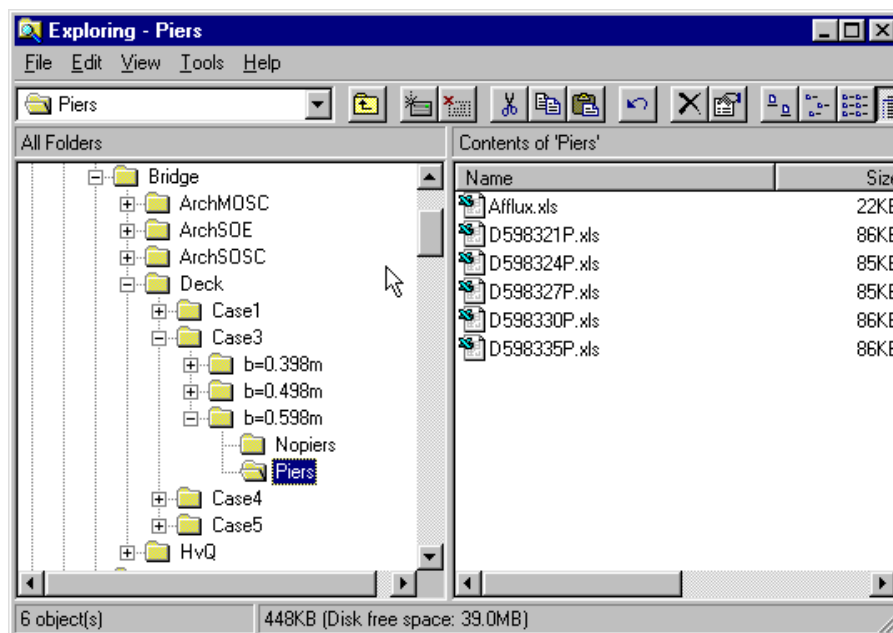 Exploring - Piers
File Edit View Tools Help
Piers
All Folders
Contents of 'Piers'
Bridge
ArchMOSC
ArchSOE
ArchSOSC
Deck
Case1
Case3
b=0.398m
b=0.498m
b=0.598m
Nopiers
Piers
Case4
Case5
HvQ
Name Size
Afflux.xls 22KB
D598321P.xls 86KB
D598324P.xls 85KB
D598327P.xls 85KB
D598330P.xls 86KB
D598335P.xls 86KB
6 object(s) 448KB (Disk free space: 39.0MB)